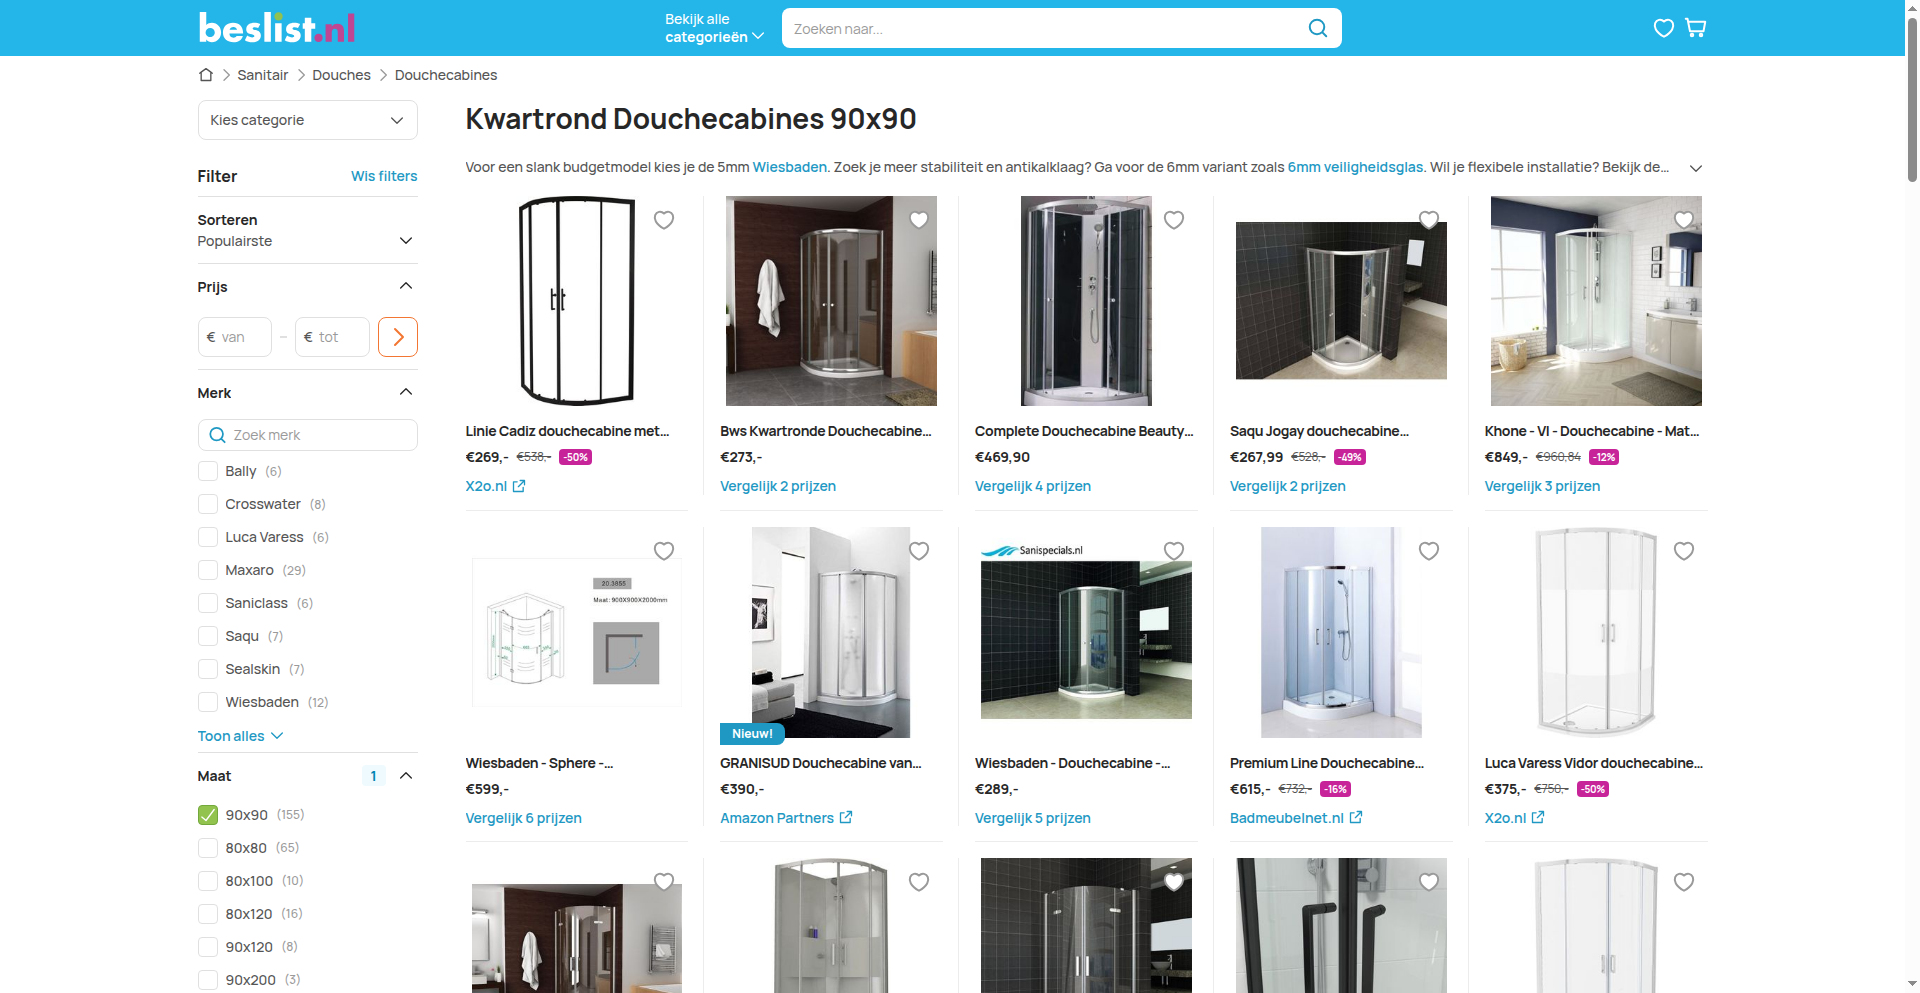 beslist.nl
Bekijk alle
categorieën
Zoeken naar...
Sanitair
Douches
Douchecabines
Kies categorie
Kwartrond Douchecabines 90x90
Voor een slank budgetmodel kies je de 5mm Wiesbaden. Zoek je meer stabiliteit en antikalklaag? Ga voor de 6mm variant zoals 6mm veiligheidsglas. Wil je flexibele installatie? Bekijk de...
Filter
Wis filters
Sorteren
Populairste
Prijs
€ van
–
€ tot
Merk
Zoek merk
Bally (6)
Crosswater (8)
Luca Varess (6)
Maxaro (29)
Saniclass (6)
Saqu (7)
Sealskin (7)
Wiesbaden (12)
Toon alles
Maat
1
90x90 (155)
80x80 (65)
80x100 (10)
80x120 (16)
90x120 (8)
90x200 (3)
Linie Cadiz douchecabine met...
€269,- €538,- -50%
X2o.nl
Bws Kwartronde Douchecabine...
€273,-
Vergelijk 2 prijzen
Complete Douchecabine Beauty...
€469,90
Vergelijk 4 prijzen
Saqu Jogay douchecabine...
€267,99 €528,- -49%
Vergelijk 2 prijzen
Khone - VI - Douchecabine - Mat...
€849,- €960,84 -12%
Vergelijk 3 prijzen
20.3855
Maat: 900X900X2000mm
Wiesbaden - Sphere -...
€599,-
Vergelijk 6 prijzen
Nieuw!
GRANISUD Douchecabine van...
€390,-
Amazon Partners
Sanispecials.nl
Wiesbaden - Douchecabine -...
€289,-
Vergelijk 5 prijzen
Premium Line Douchecabine...
€615,- €732,- -16%
Badmeubelnet.nl
Luca Varess Vidor douchecabine...
€375,- €750,- -50%
X2o.nl